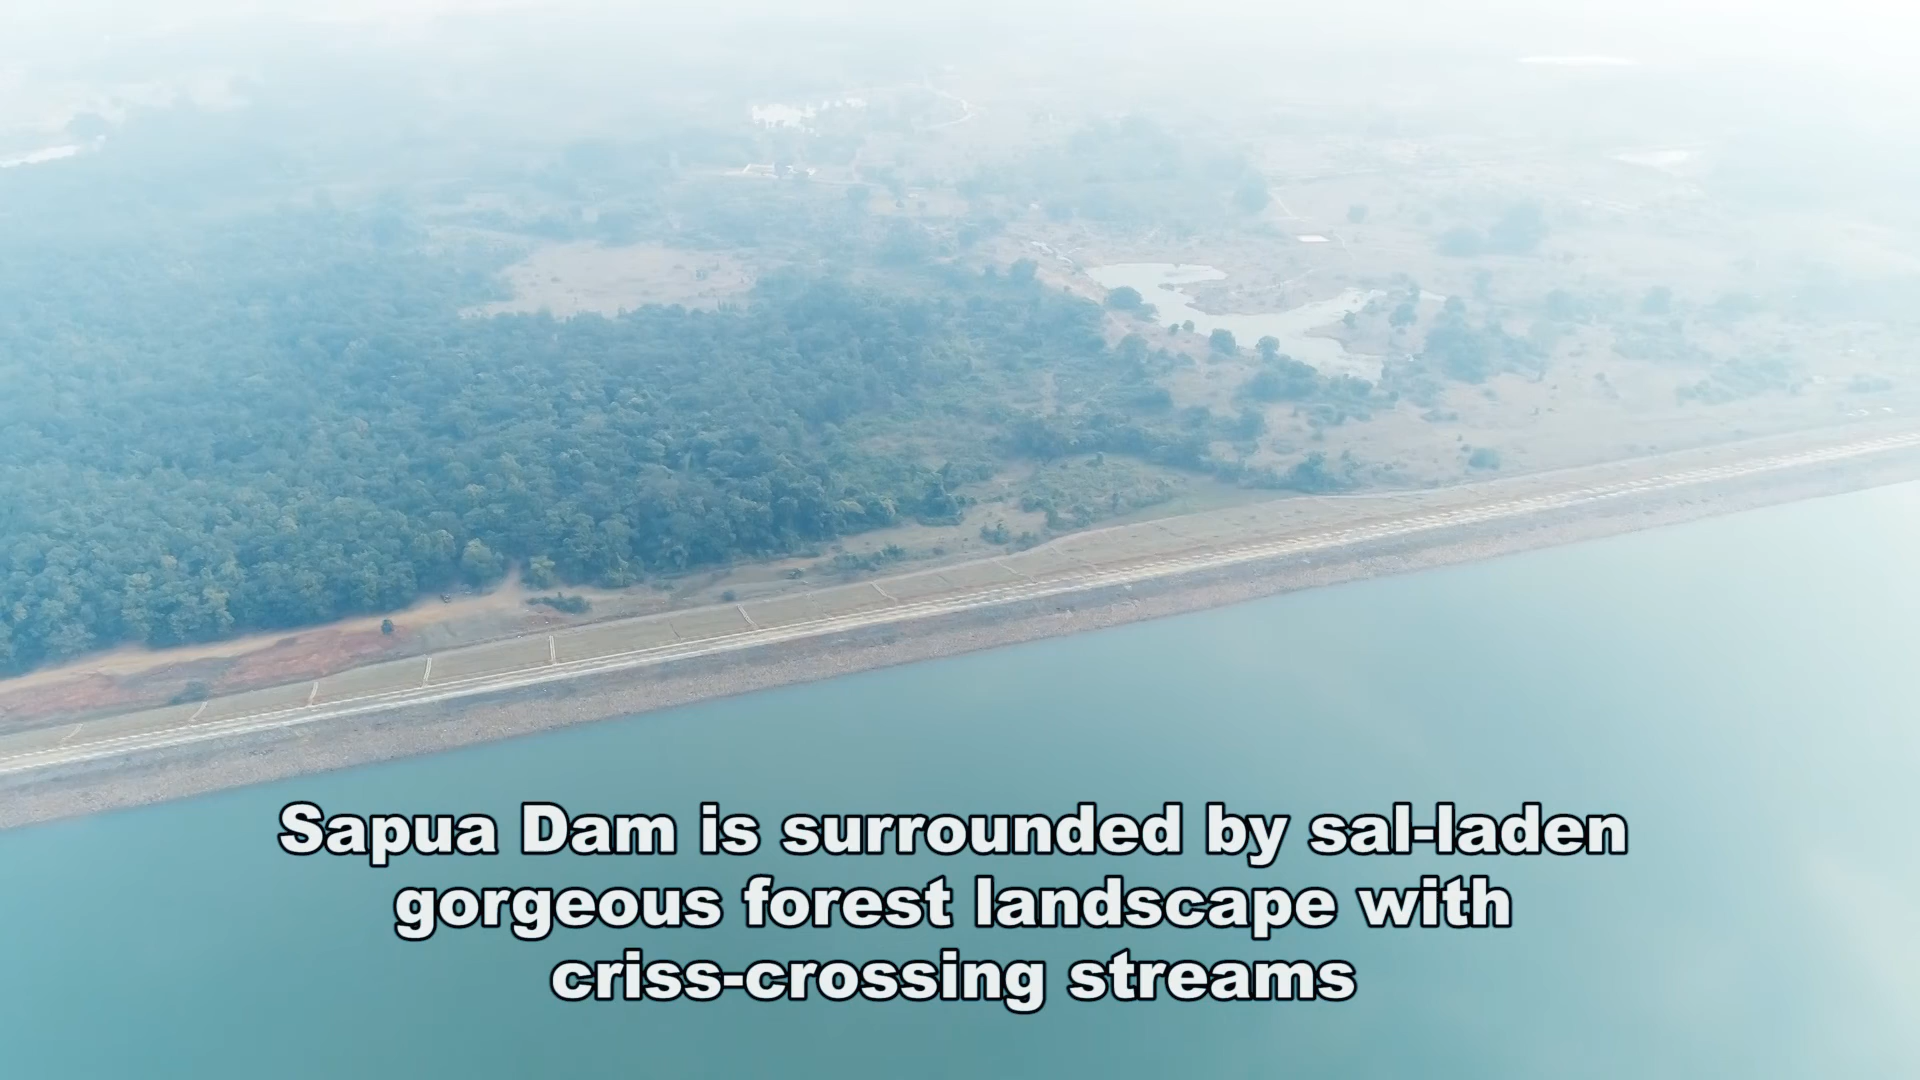 Sapua Dam is surrounded by sal-laden
gorgeous forest landscape with
criss-crossing streams